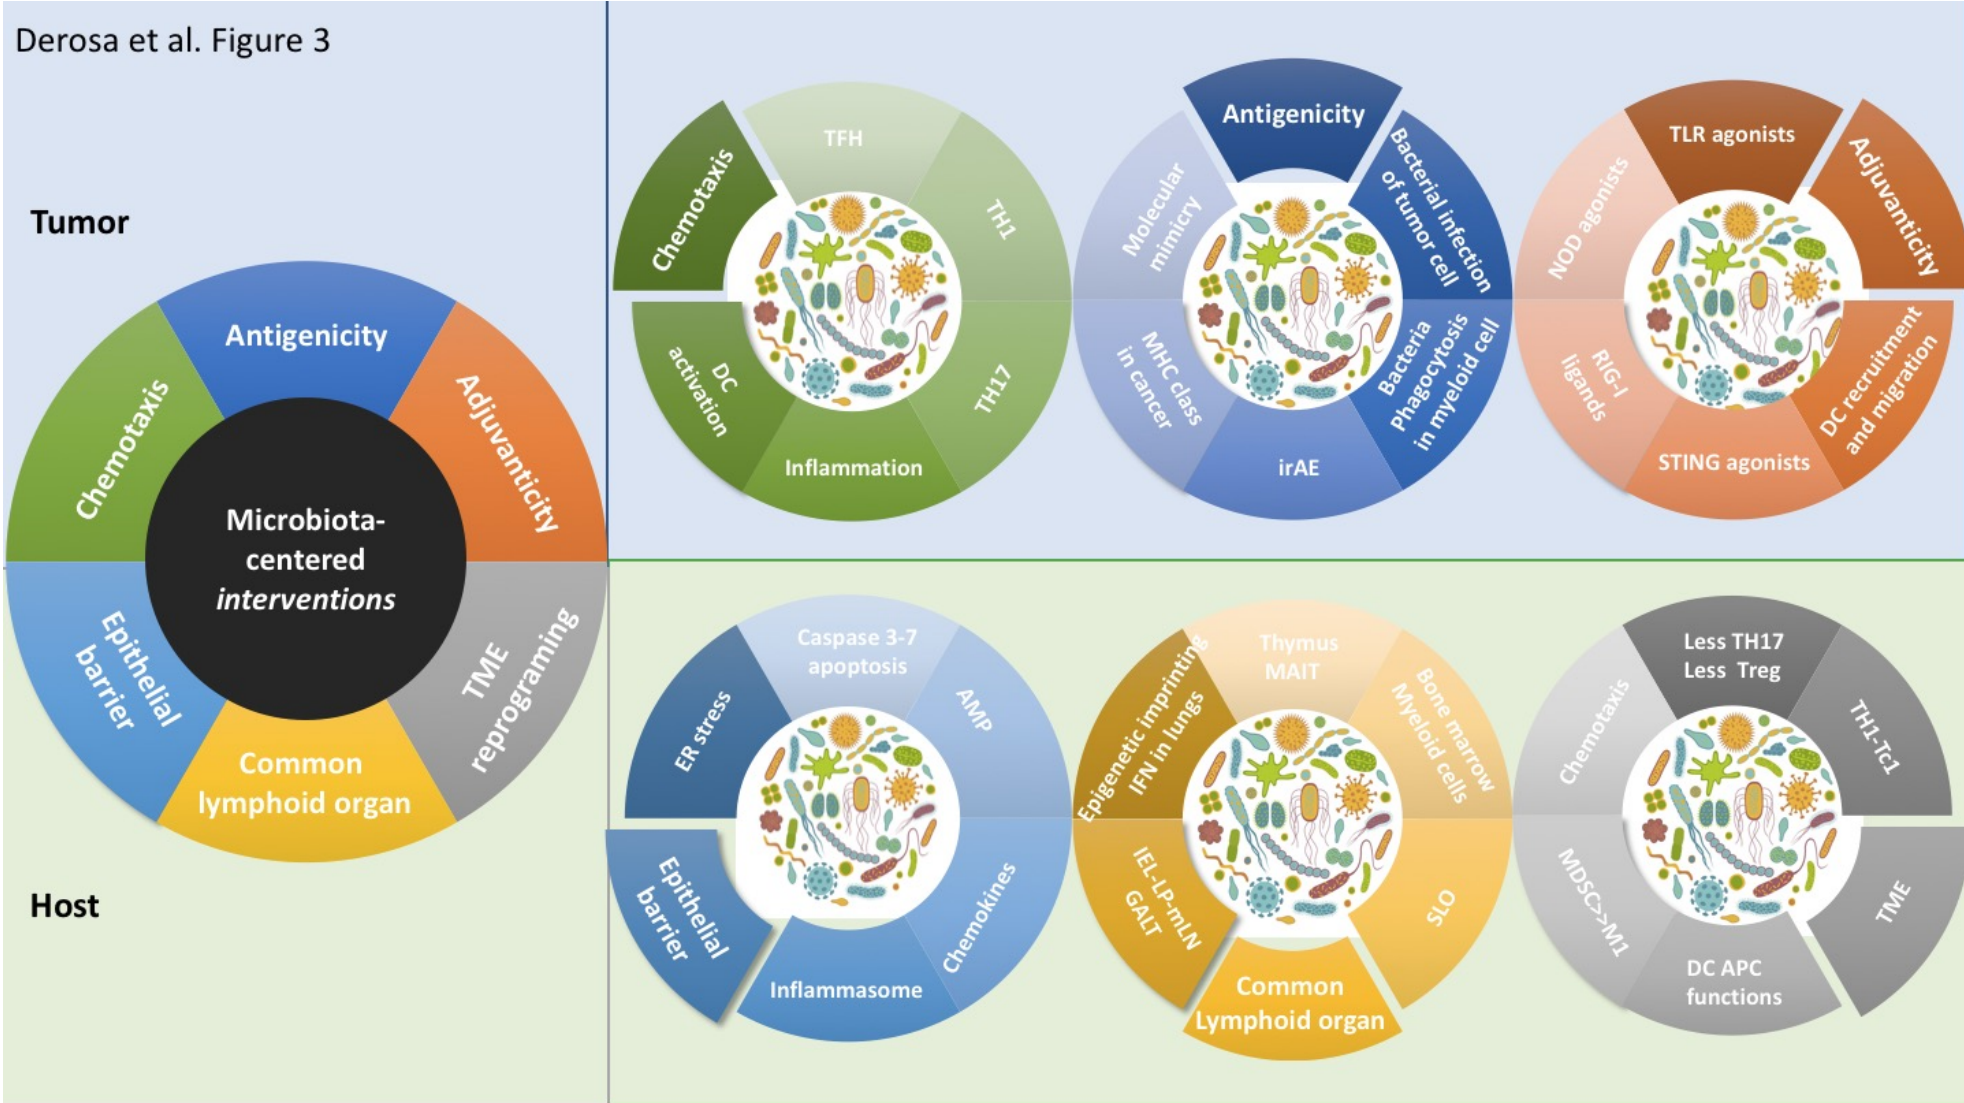 Derosa et al. Figure 3
Tumor
Antigenicity
Adjuvanticity
TME
reprograming
Common
lymphoid organ
Epithelial
barrier
Chemotaxis
Microbiota-
centered
interventions
Host
Chemotaxis
TFH
TH1
TH17
Inflammation
DC
activation
Antigenicity
Bacterial infection
of tumor cell
Bacteria
Phagocytosis
in myeloid cell
irAE
MHC class
in cancer
Molecular
mimicry
TLR agonists
Adjuvanticity
DC recruitment
and migration
STING agonists
RIG-I
ligands
NOD agonists
ER stress
Caspase 3-7
apoptosis
AMP
Chemokines
Inflammasome
Epithelial
barrier
Epigenetic imprinting
IFN in lungs
Thymus
MAIT
Bone marrow
Myeloid cells
SLO
Common
Lymphoid organ
IEL-LP-mLN
GALT
Chemotaxis
Less TH17
Less Treg
TH1-Tc1
TME
DC APC
functions
MDSC>>M1